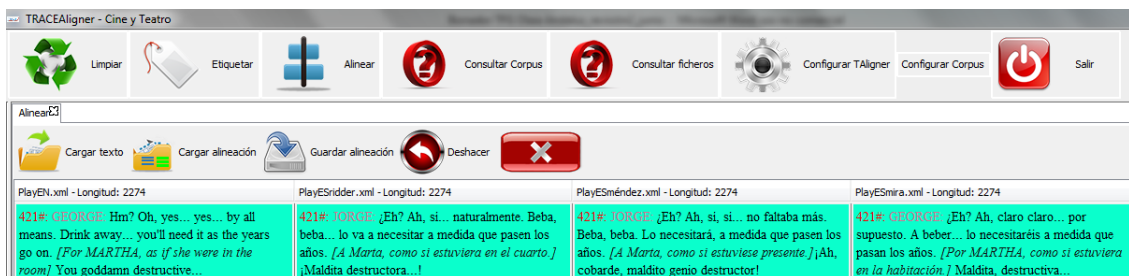 TRACEAligner - Cine y Teatro
Limpiar Etiquetar Alinear Consultar Corpus Consultar ficheros Configurar TAligner Configurar Corpus Salir
Alinear
Cargar texto Cargar alineación Guardar alineación Deshacer
PlayEN.xml - Longitud: 2274
421#: GEORGE: Hm? Oh, yes... yes... by all
means. Drink away... you'll need it as the years
go on. [For MARTHA, as if she were in the
room] You goddamn destructive...
PlayESridder.xml - Longitud: 2274
421#: JORGE: ¿Eh? Ah, si... naturalmente. Beba,
beba... lo va a necesitar a medida que pasen los
años. [A Marta, como si estuviera en el cuarto.]
¡Maldita destructora...!
PlayESméndez.xml - Longitud: 2274
421#: JORGE: ¿Eh? Ah, sí, sí... no faltaba más.
Beba, beba. Lo necesitará, a medida que pasen los
años. [A Marta, como si estuviese presente.]¡Ah,
cobarde, maldito genio destructor!
PlayESmira.xml - Longitud: 2274
421#: GEORGE: ¿Eh? Ah, claro claro... por
supuesto. A beber... lo necesitaréis a medida que
pasan los años. [Por MARTHA, como si estuviera
en la habitación.] Maldita, destructiva...